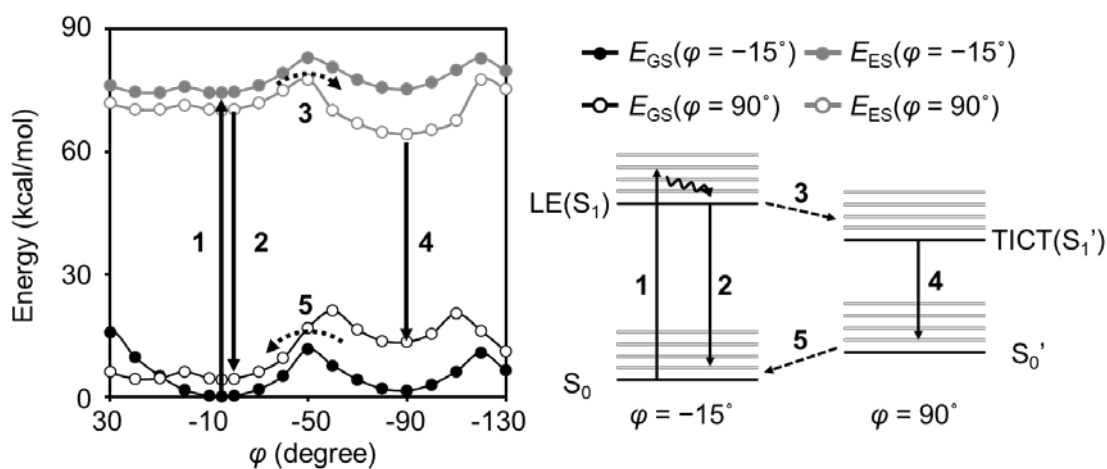 90
60
30
0
Energy (kcal/mol)
30 -10 -50 -90 -130
φ (degree)
1
2
3
4
5
E_GS(φ = −15˚)
E_ES(φ = −15˚)
E_GS(φ = 90˚)
E_ES(φ = 90˚)
LE(S₁)
3
TICT(S₁')
1
2
4
5
S₀
S₀'
φ = −15˚
φ = 90˚